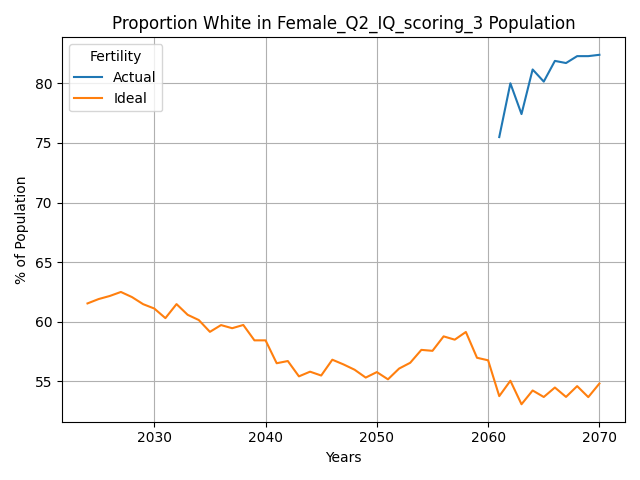 Proportion White in Female_Q2_IQ_scoring_3 Population
Fertility
Actual
Ideal
80
75
70
65
60
55
% of Population
2030
2040
2050
2060
2070
Years